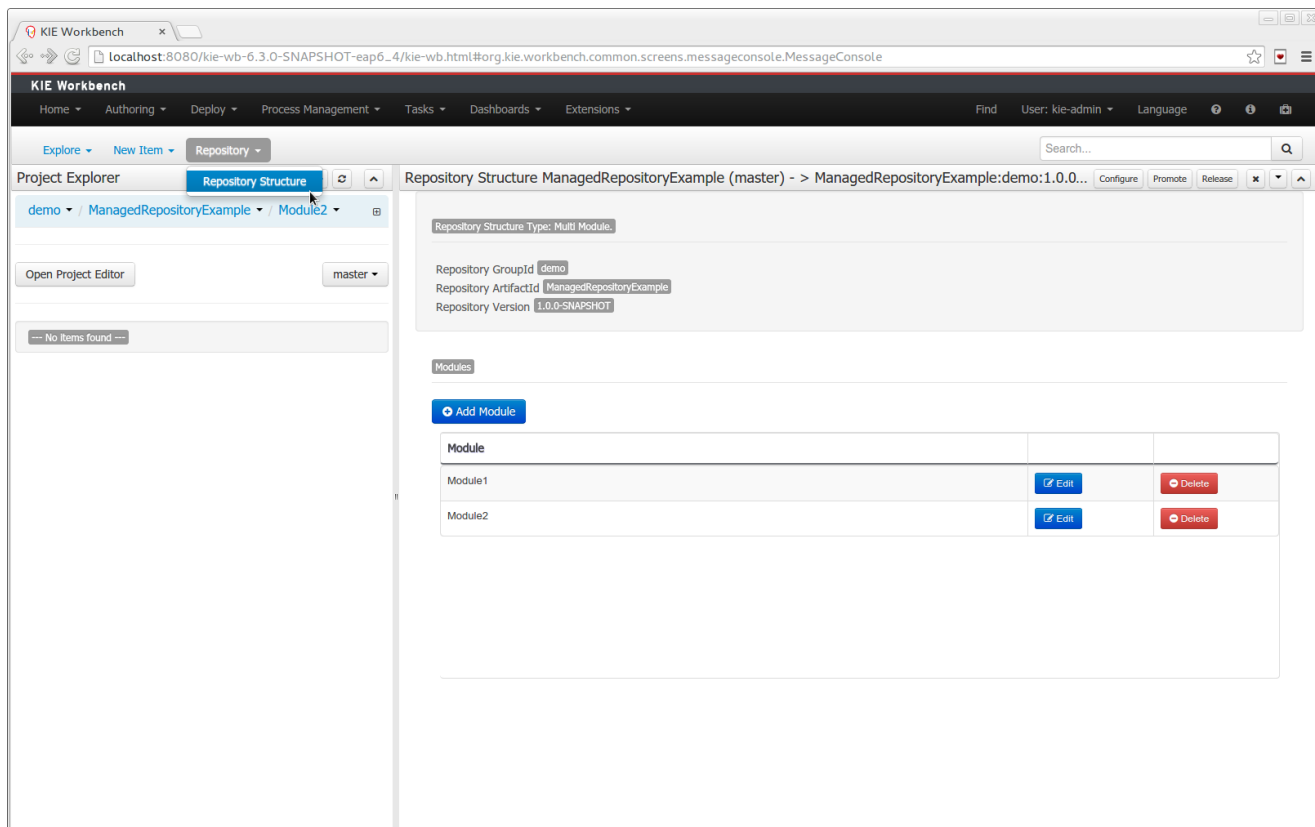 KIE Workbench
localhost:8080/kie-wb-6.3.0-SNAPSHOT-eap6_4/kie-wb.html#org.kie.workbench.common.screens.messageconsole.MessageConsole
KIE Workbench
Home Authoring Deploy Process Management Tasks Dashboards Extensions Find User: kie-admin Language
Explore New Item Repository Search...
Repository Structure
Project Explorer
demo / ManagedRepositoryExample / Module2
Open Project Editor master
--- No items found ---
Repository Structure ManagedRepositoryExample (master) - > ManagedRepositoryExample:demo:1.0.0... Configure Promote Release
Repository Structure Type: Multi Module.
Repository GroupId demo
Repository ArtifactId ManagedRepositoryExample
Repository Version 1.0.0-SNAPSHOT
Modules
Add Module
Module
Module1 Edit Delete
Module2 Edit Delete